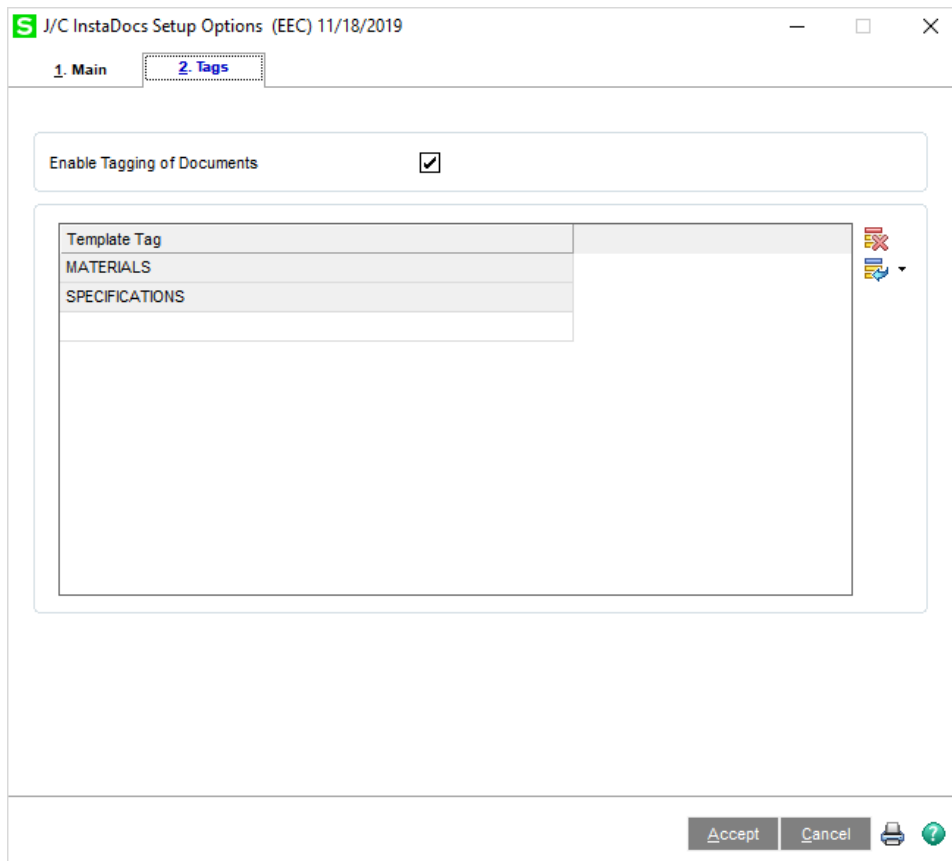 S J/C InstaDocs Setup Options (EEC) 11/18/2019
1. Main 2. Tags
Enable Tagging of Documents
Template Tag
MATERIALS
SPECIFICATIONS
Accept Cancel ?